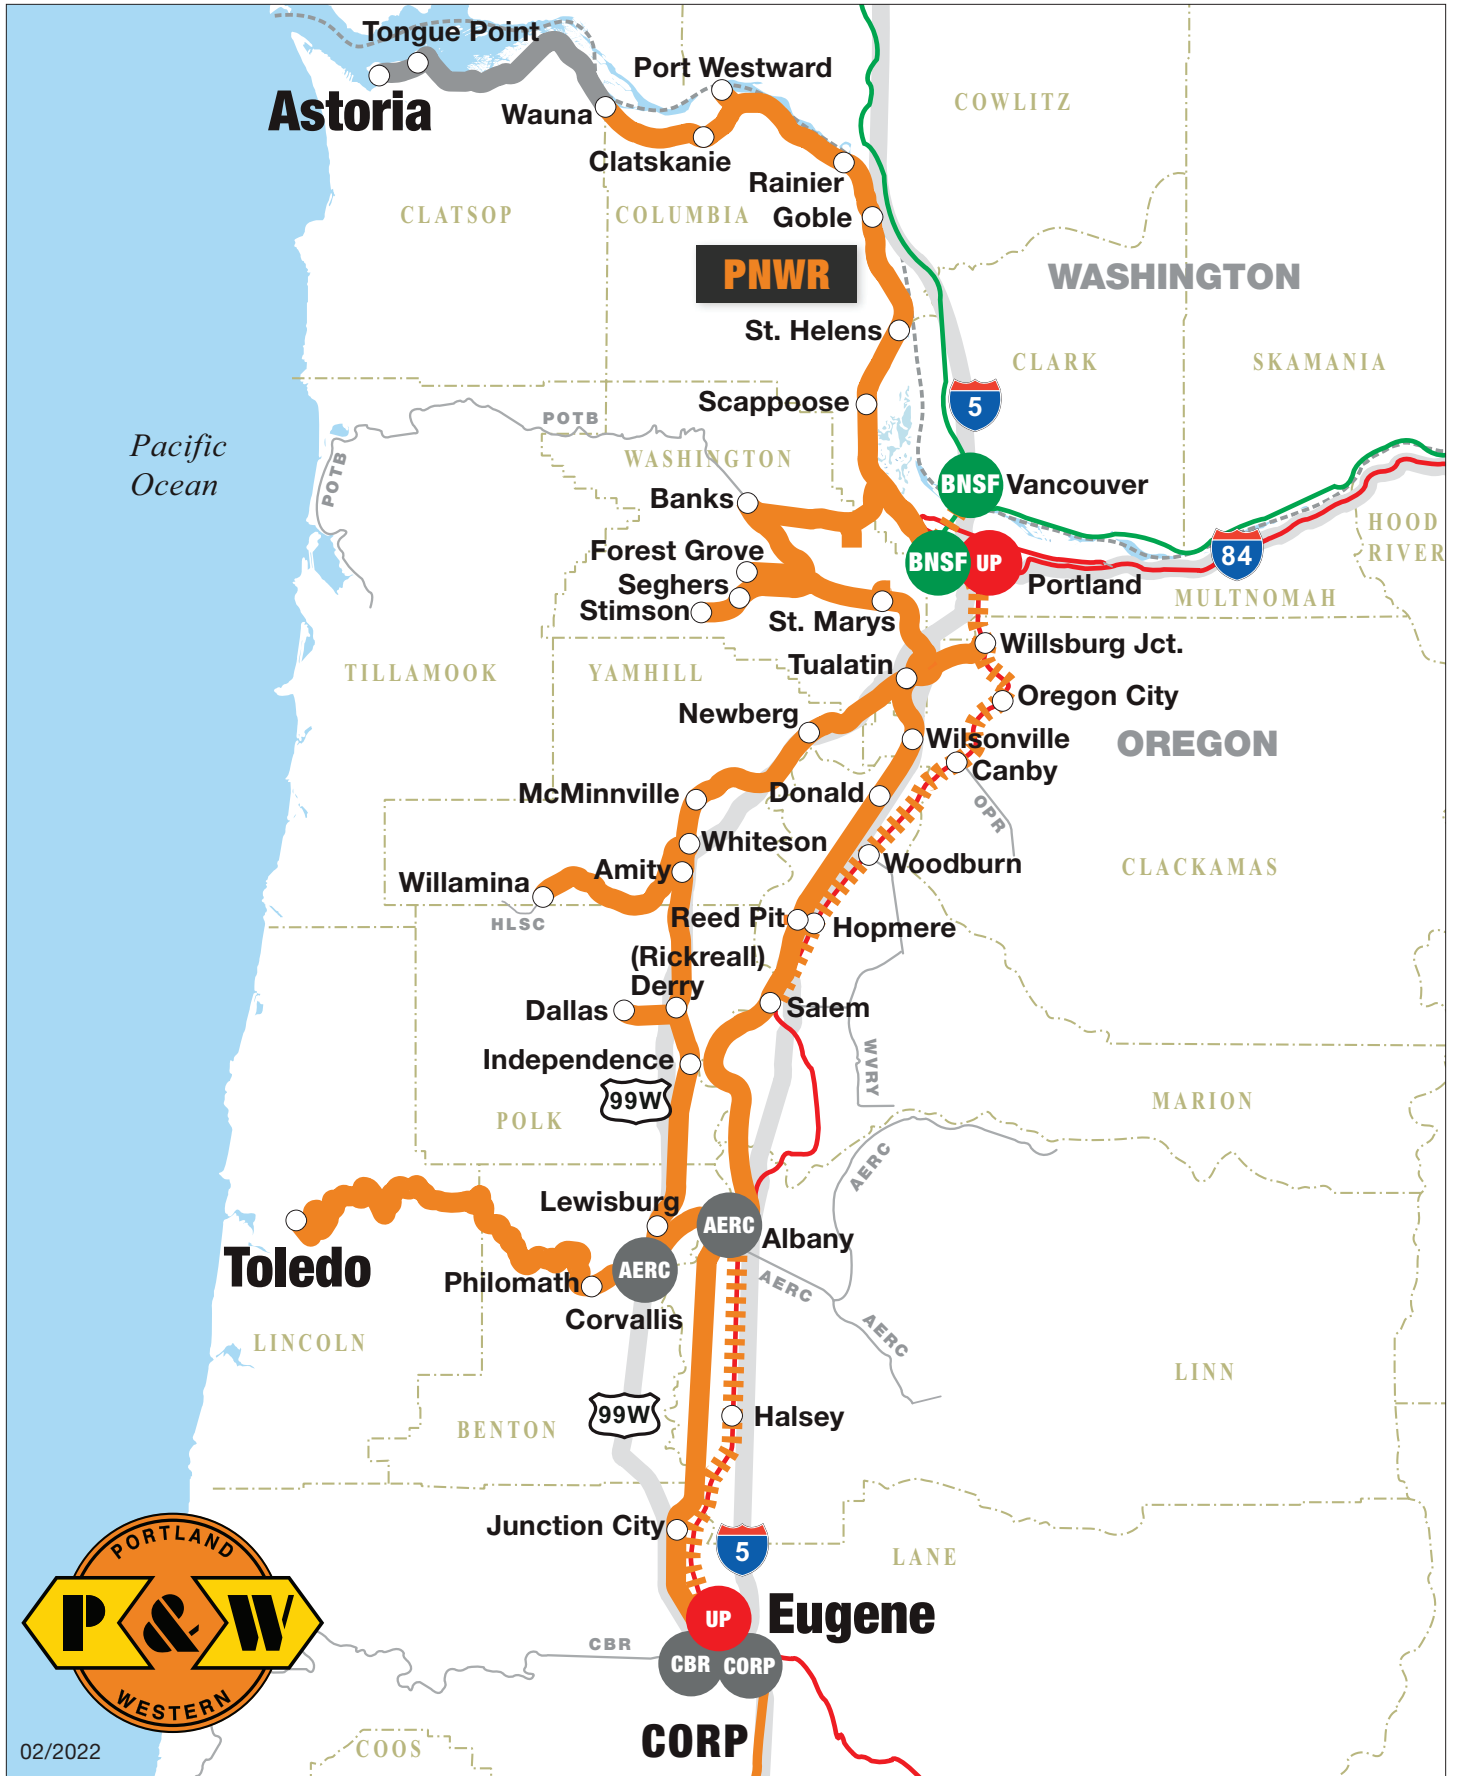 Tongue Point
Port Westward
COWLITZ
Astoria
Wauna
Clatskanie
Rainier
CLATSOP
COLUMBIA
Goble
PNWR
WASHINGTON
St. Helens
CLARK
SKAMANIA
Scappoose
5
POTB
Pacific
Ocean
POTB
WASHINGTON
BNSF
Vancouver
Banks
HOOD
RIVER
Forest Grove
BNSF
UP
84
Seghers
Portland
Stimson
MULTNOMAH
St. Marys
Willsburg Jct.
TILLAMOOK
YAMHILL
Tualatin
Oregon City
Newberg
Wilsonville
OREGON
Canby
McMinnville
Donald
OPR
Whiteson
Woodburn
CLACKAMAS
Amity
Willamina
HLSC
Reed Pit
Hopmere
(Rickreall)
Derry
Dallas
Salem
Independence
WVRY
99W
POLK
MARION
AERC
Lewisburg
AERC
Albany
Toledo
AERC
Philomath
AERC
Corvallis
AERC
LINCOLN
LINN
99W
Halsey
BENTON
Junction City
5
LANE
PORTLAND
P & W
WESTERN
UP
Eugene
CBR
CBR
CORP
CORP
02/2022
COOS